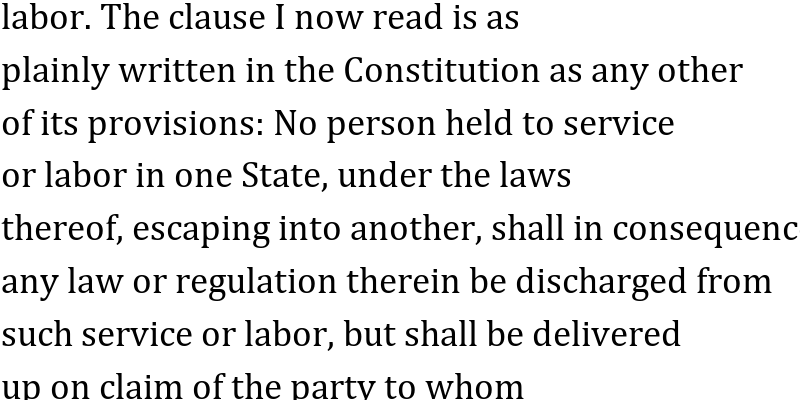 labor. The clause I now read is as
plainly written in the Constitution as any other
of its provisions: No person held to service
or labor in one State, under the laws
thereof, escaping into another, shall in consequenc
any law or regulation therein be discharged from
such service or labor, but shall be delivered
up on claim of the party to whom